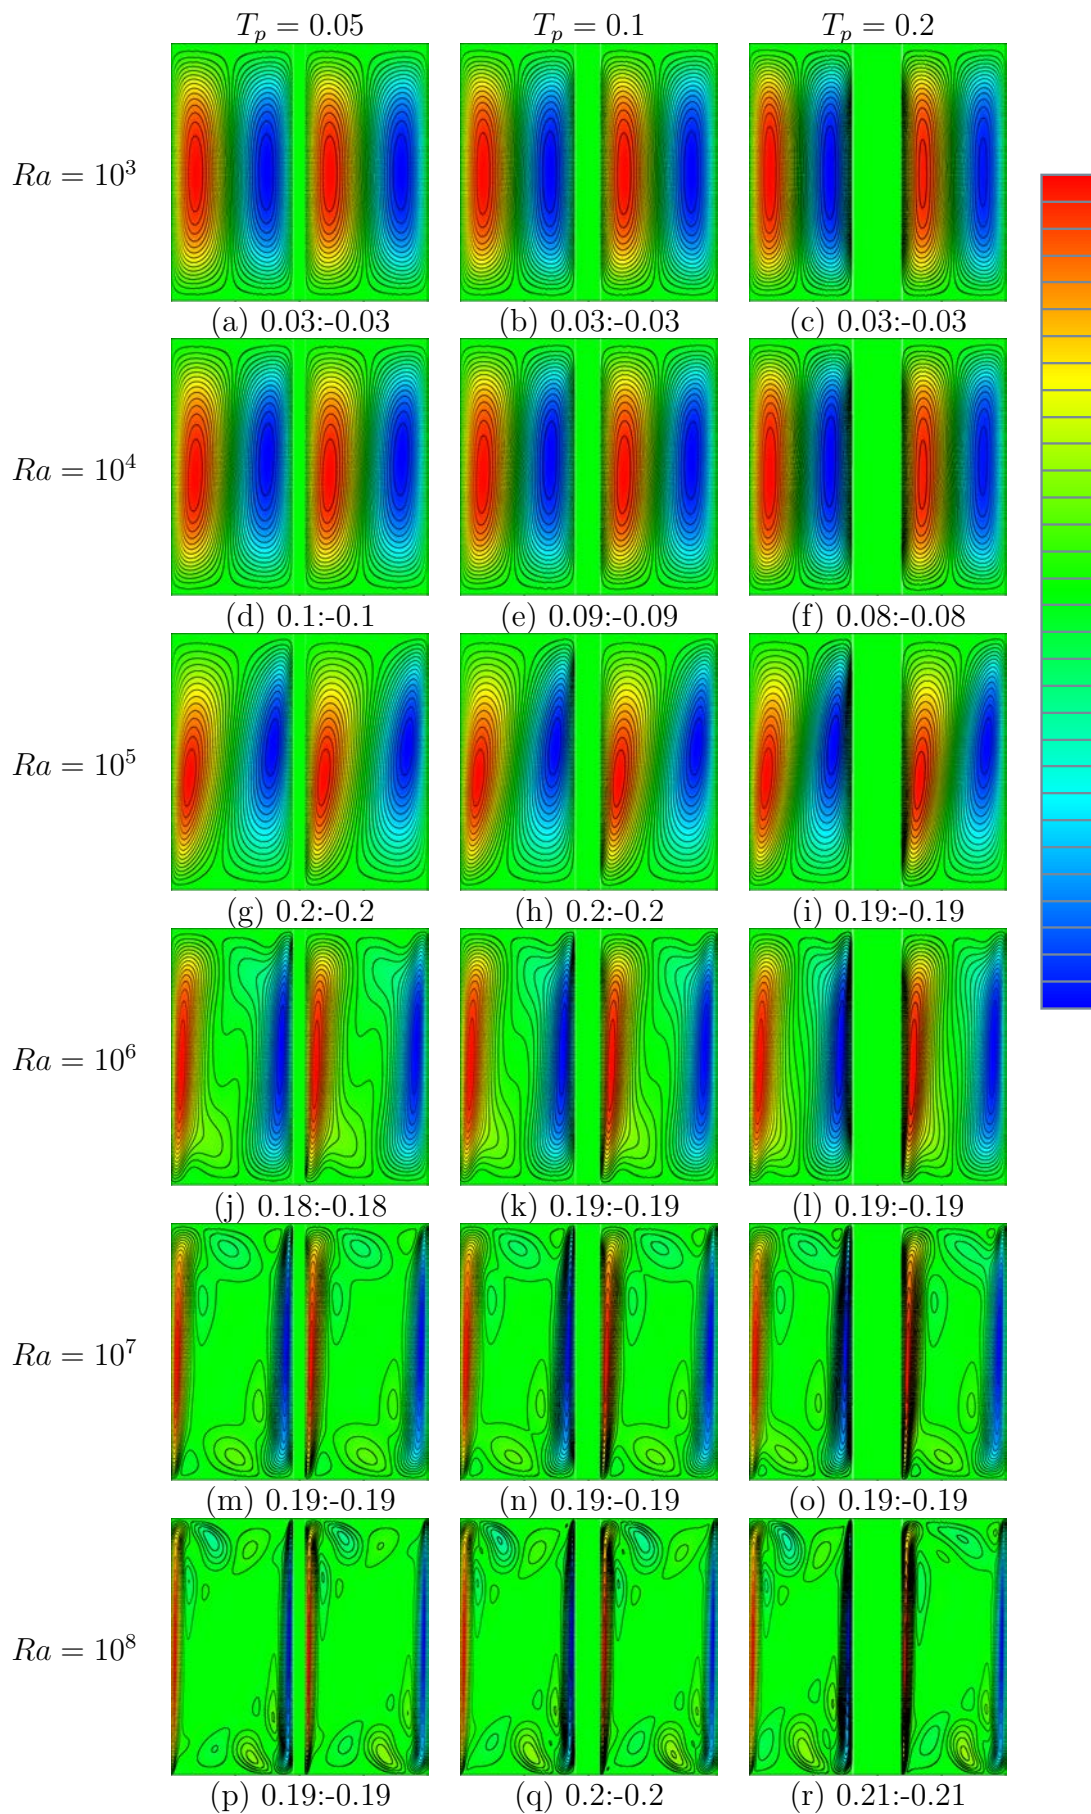 T_p = 0.05 T_p = 0.1 T_p = 0.2
Ra = 10^3
(a) 0.03:-0.03 (b) 0.03:-0.03 (c) 0.03:-0.03
Ra = 10^4
(d) 0.1:-0.1 (e) 0.09:-0.09 (f) 0.08:-0.08
Ra = 10^5
(g) 0.2:-0.2 (h) 0.2:-0.2 (i) 0.19:-0.19
Ra = 10^6
(j) 0.18:-0.18 (k) 0.19:-0.19 (l) 0.19:-0.19
Ra = 10^7
(m) 0.19:-0.19 (n) 0.19:-0.19 (o) 0.19:-0.19
Ra = 10^8
(p) 0.19:-0.19 (q) 0.2:-0.2 (r) 0.21:-0.21